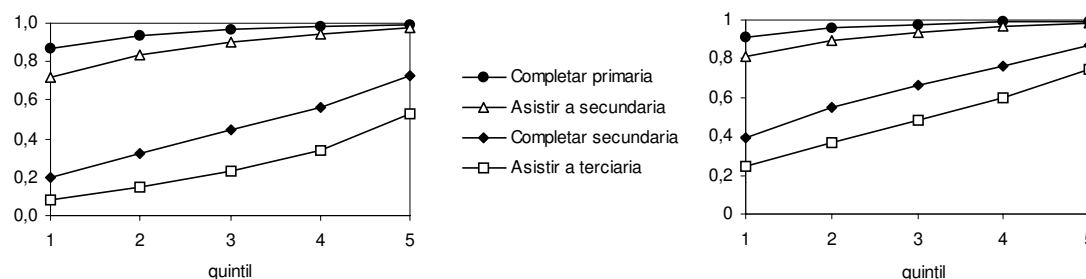 1,0
0,8
0,6
0,4
0,2
0,0
1 2 3 4 5
quintil
Completar primaria
Asistir a secundaria
Completar secundaria
Asistir a terciaria
1
0,8
0,6
0,4
0,2
0
1 2 3 4 5
quintil